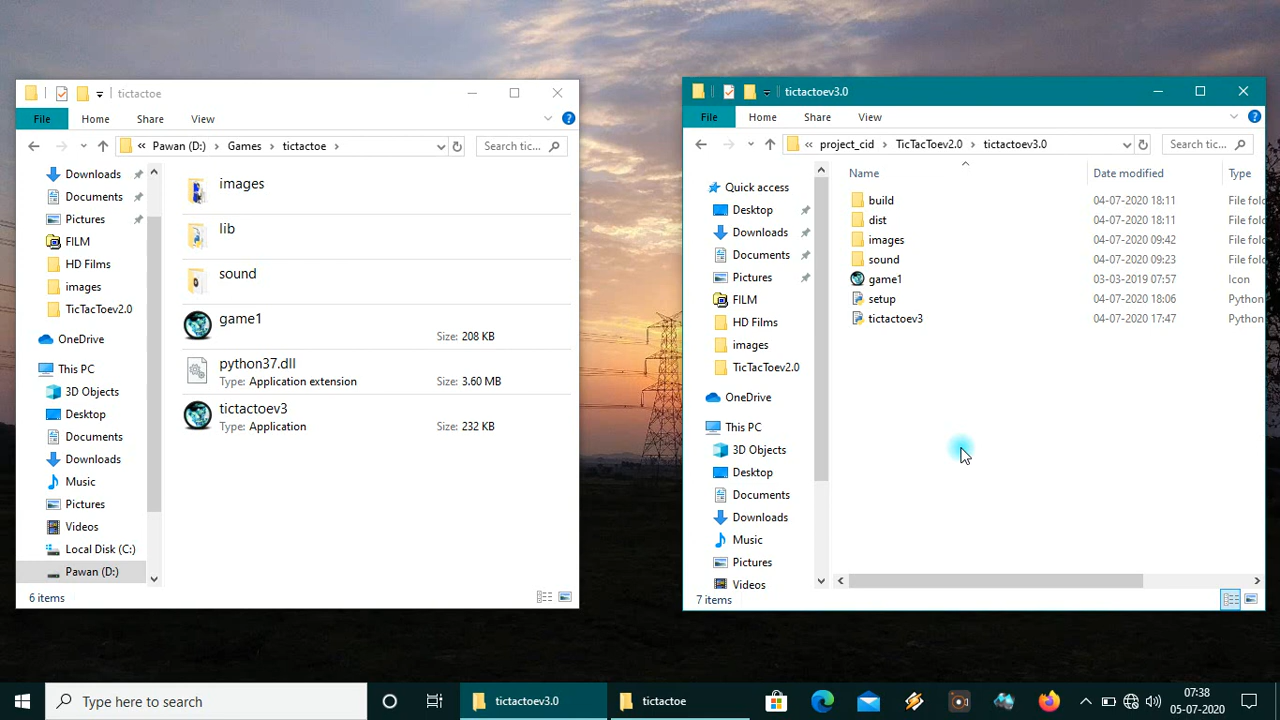 tictactoe
File Home Share View
Pawan (D:) Games tictactoe
Search tic...
Downloads
Documents
Pictures
FILM
HD Films
images
TicTacToev2.0
OneDrive
This PC
3D Objects
Desktop
Documents
Downloads
Music
Pictures
Videos
Local Disk (C:)
Pawan (D:)
images
lib
sound
game1
Size: 208 KB
python37.dll
Type: Application extension Size: 3.60 MB
tictactoev3
Type: Application Size: 232 KB
6 items
tictactoev3.0
File Home Share View
project_cid TicTacToev2.0 tictactoev3.0
Search tic...
Quick access
Desktop
Downloads
Documents
Pictures
FILM
HD Films
images
TicTacToev2.0
OneDrive
This PC
3D Objects
Desktop
Documents
Downloads
Music
Pictures
Videos
Name Date modified Type
build 04-07-2020 18:11 File fol
dist 04-07-2020 18:11 File fol
images 04-07-2020 09:42 File fol
sound 04-07-2020 09:23 File fol
game1 03-03-2019 07:57 Icon
setup 04-07-2020 18:06 Python
tictactoev3 04-07-2020 17:47 Python
7 items
Type here to search
tictactoev3.0
tictactoe
07:38
05-07-2020